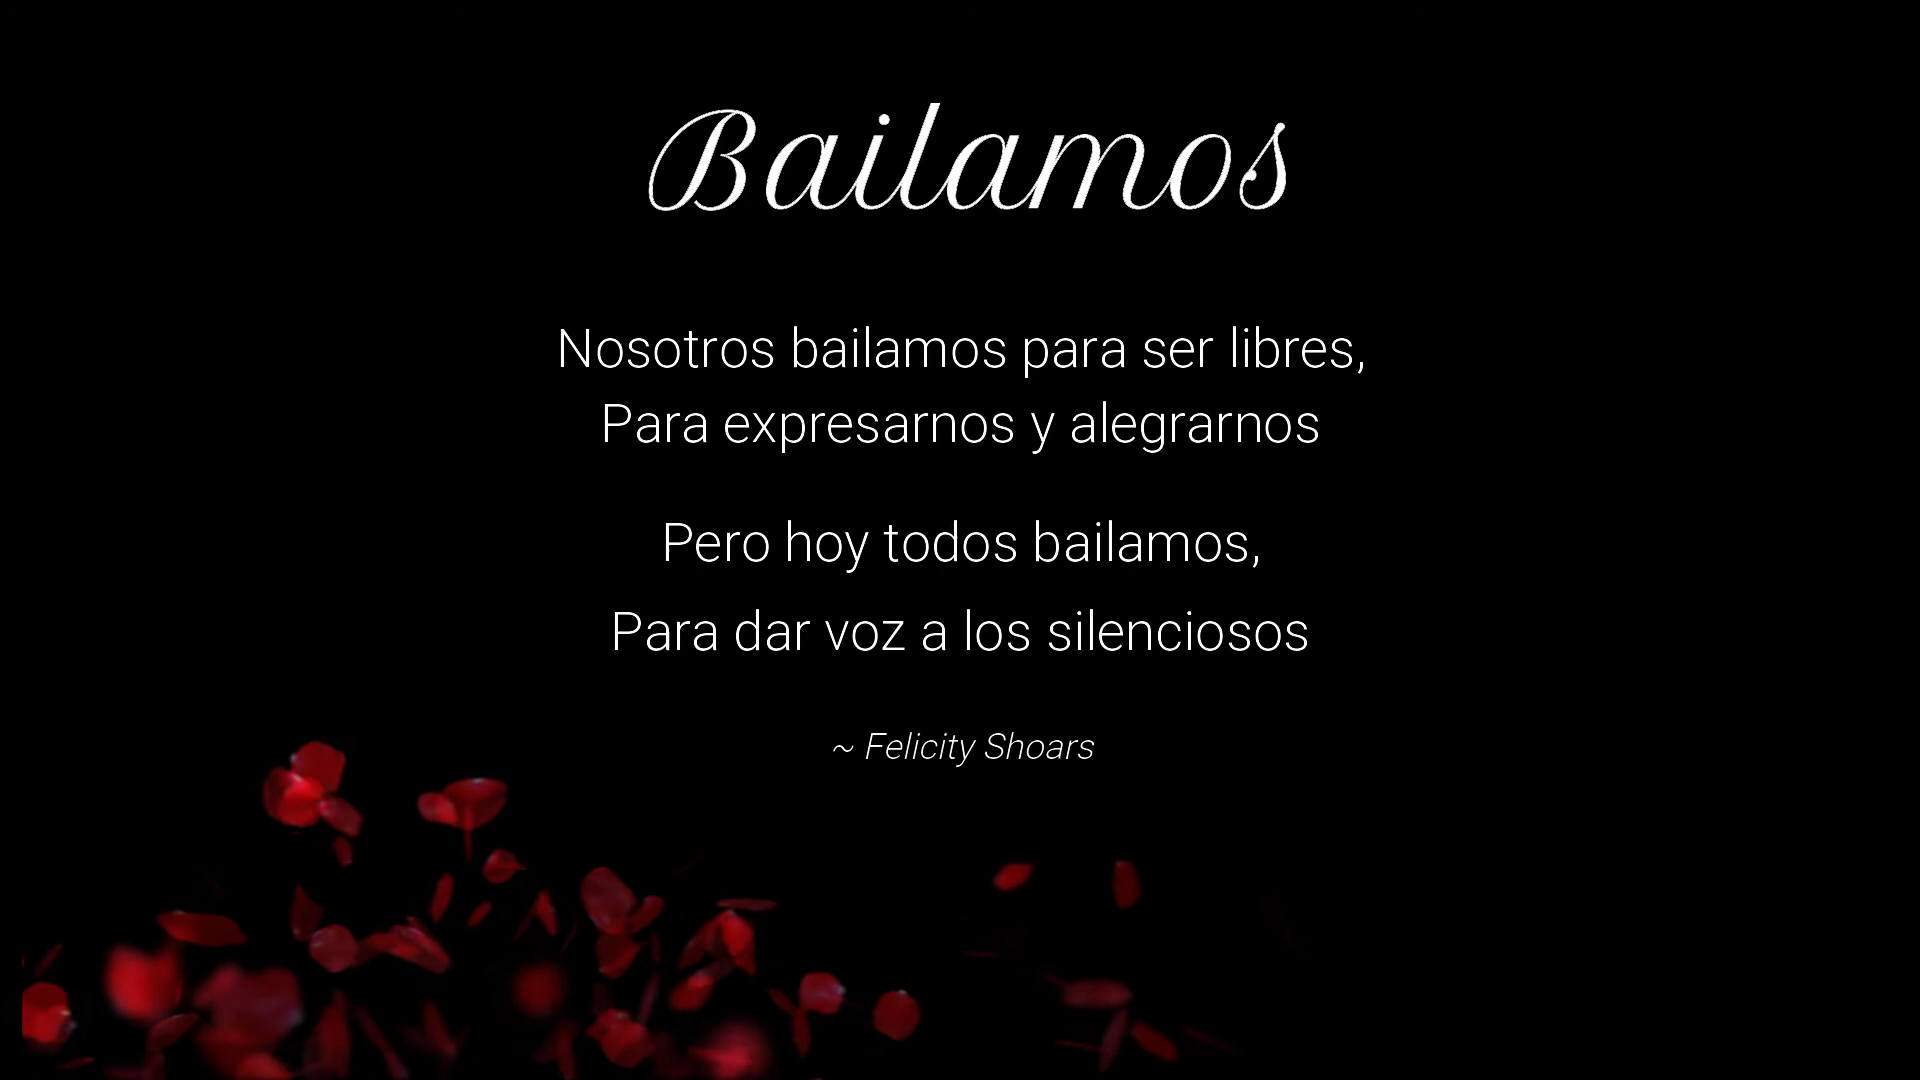 Bailamos
Nosotros bailamos para ser libres,
Para expresarnos y alegrarnos
Pero hoy todos bailamos,
Para dar voz a los silenciosos
~ Felicity Shoars